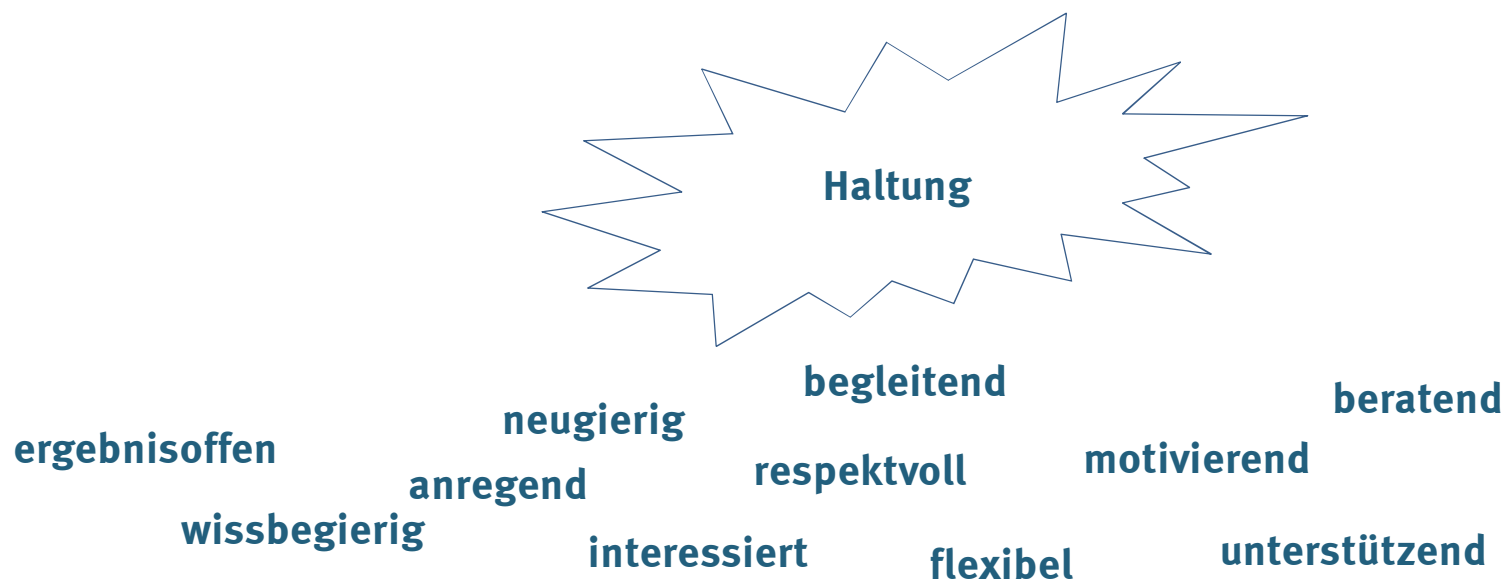 Haltung
begleitend
beratend
neugierig
ergebnisoffen
motivierend
respektvoll
anregend
wissbegierig
interessiert
unterstützend
flexibel